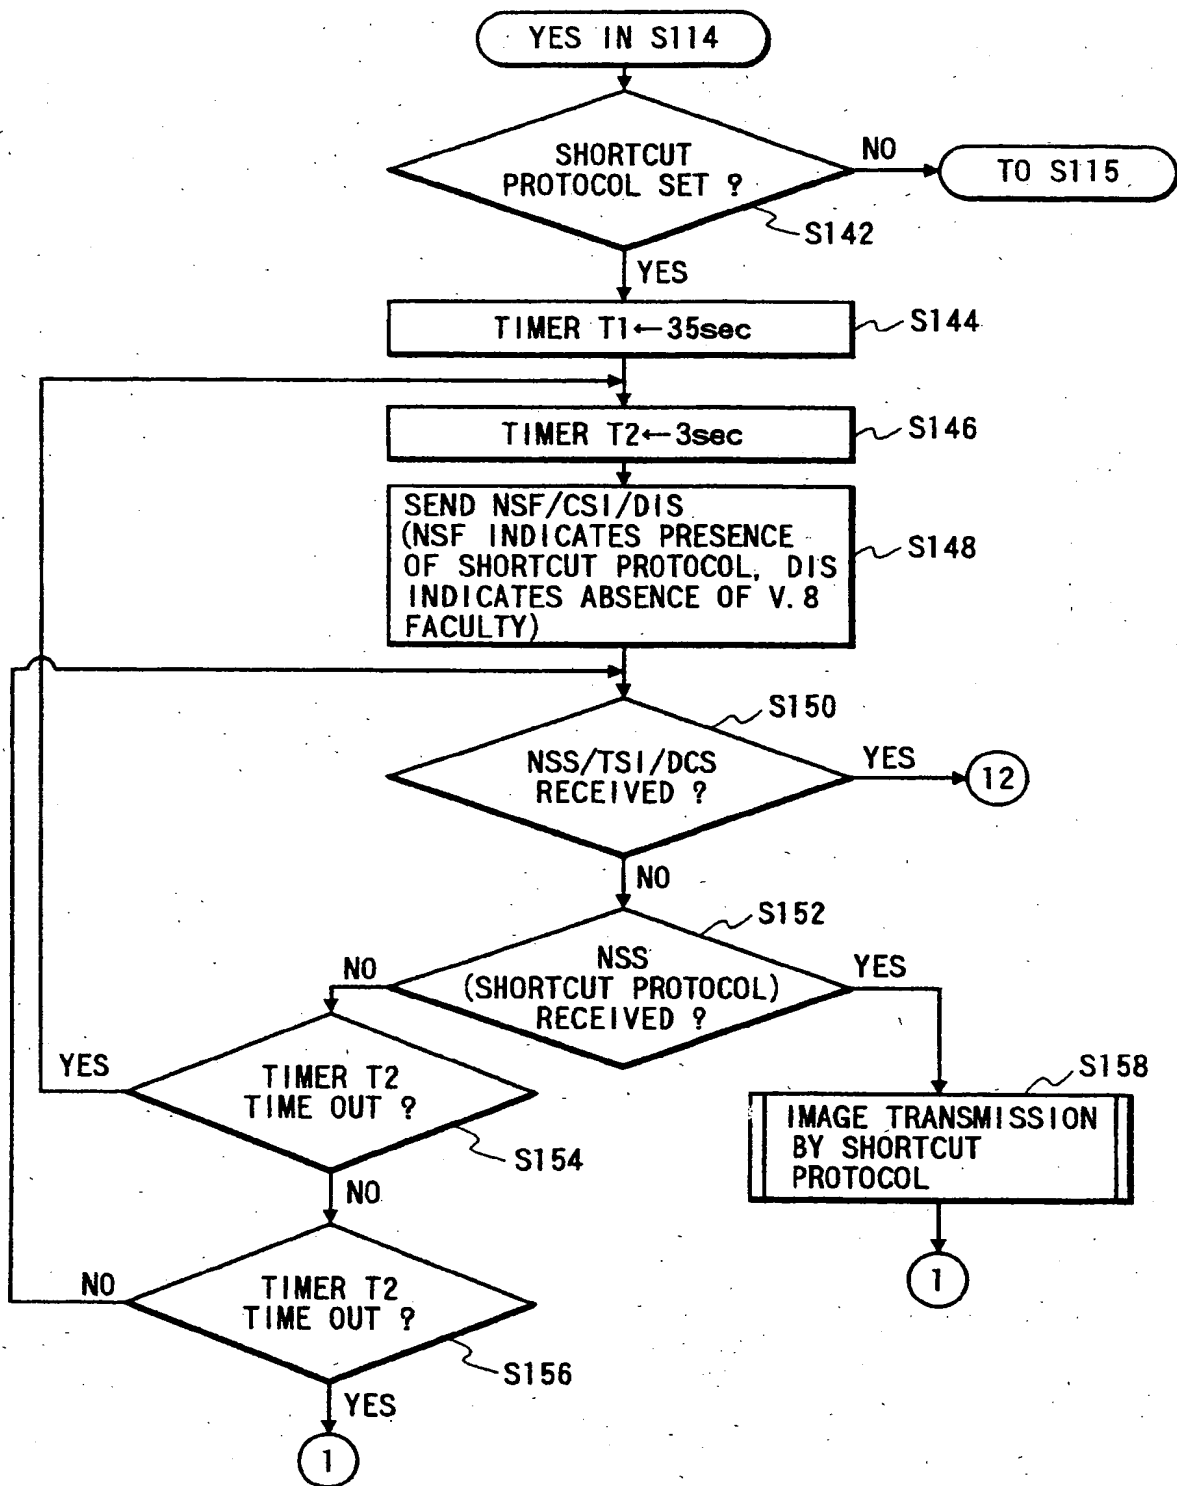 YES IN S114
SHORTCUT
PROTOCOL SET ?
NO
TO S115
S142
YES
TIMER T1←35sec
S144
TIMER T2←3sec
S146
SEND NSF/CSI/DIS
(NSF INDICATES PRESENCE
OF SHORTCUT PROTOCOL, DIS
INDICATES ABSENCE OF V.8
FACULTY)
S148
S150
NSS/TSI/DCS
RECEIVED ?
YES
12
NO
S152
NSS
(SHORTCUT PROTOCOL)
RECEIVED ?
NO
YES
YES
TIMER T2
TIME OUT ?
S154
S158
IMAGE TRANSMISSION
BY SHORTCUT
PROTOCOL
NO
1
NO
TIMER T2
TIME OUT ?
S156
YES
1